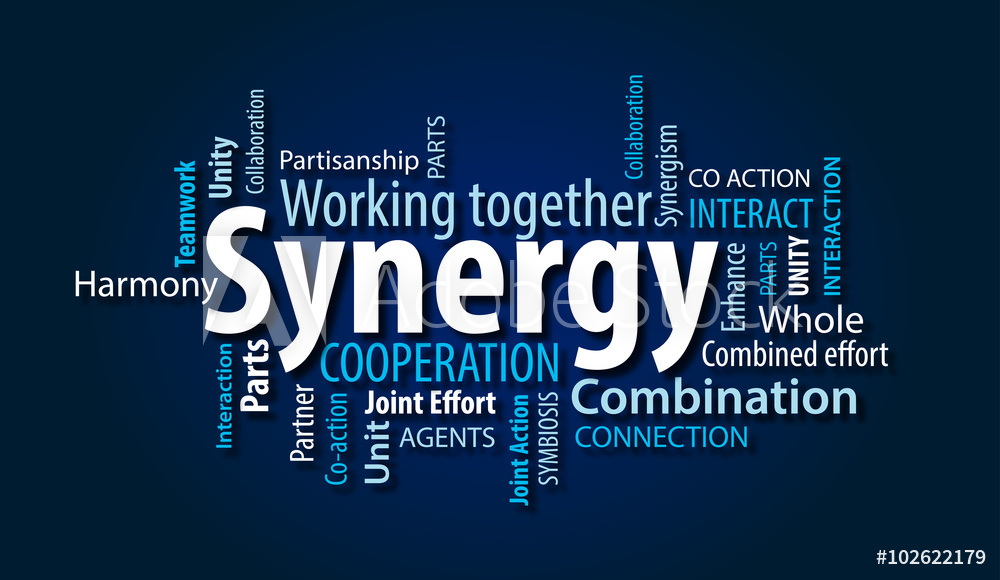 Collaboration
Collaboration
PARTS
Synergism
Unity
Partisanship
Teamwork
CO ACTION
Working together
INTERACT
INTERACTION
Synergy
Harmony
Enhance
PARTS
UNITY
Adobe Stock
Whole
Combined effort
Interaction
Parts
COOPERATION
Combination
Partner
Co-action
Joint Effort
Unit
AGENTS
Joint Action
SYMBIOSIS
CONNECTION
#102622179